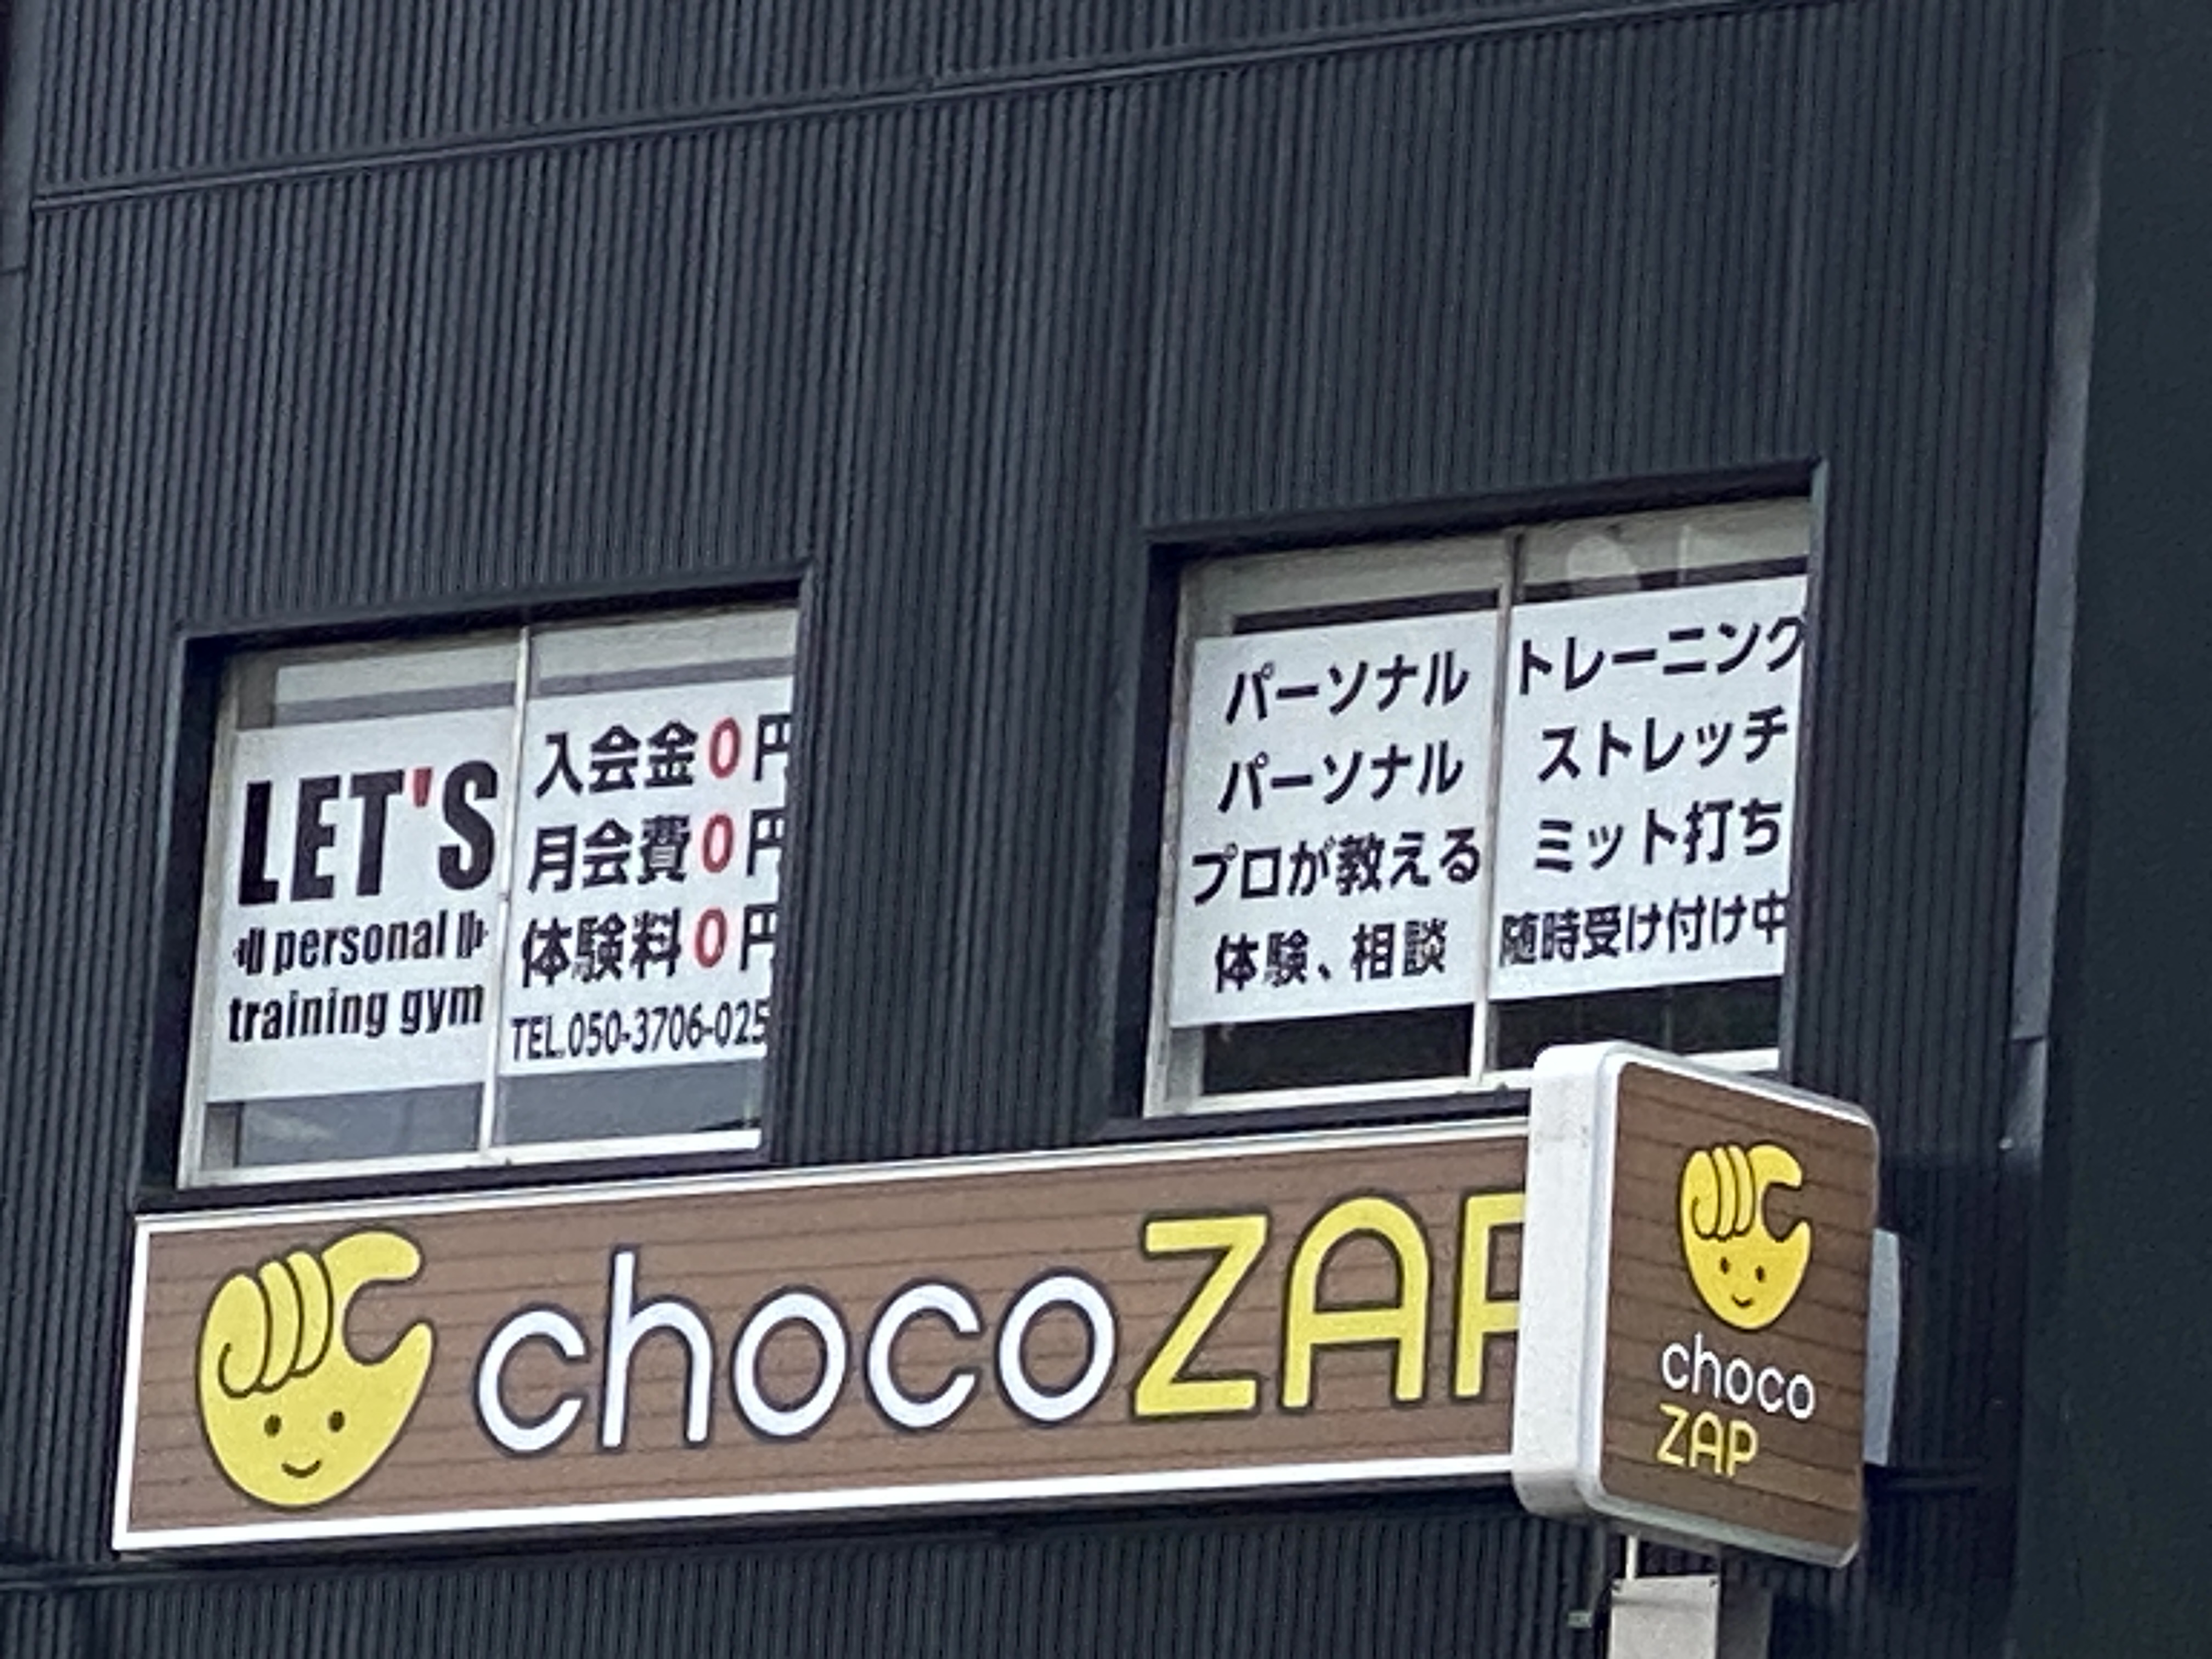 LET'S
personal
training gym
入会金0円
月会費0円
体験料0円
TEL.050-3706-025
パーソナル トレーニング
パーソナル ストレッチ
プロが教える ミット打ち
体験、相談 随時受け付け中
chocoZAP
choco
ZAP